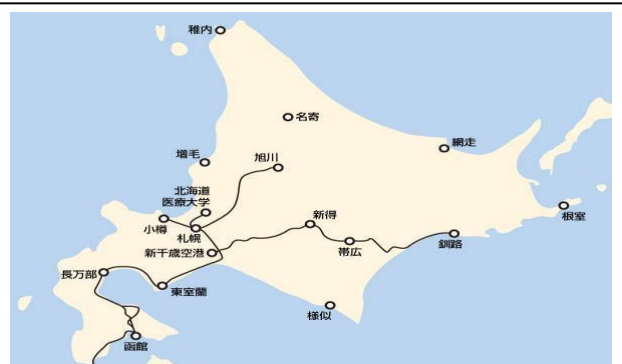 稚内
名寄
網走
増毛
旭川
北海道
医療大学
小樽
札幌
新得
根室
新千歳空港
帯広
釧路
長万部
東室蘭
様似
函館